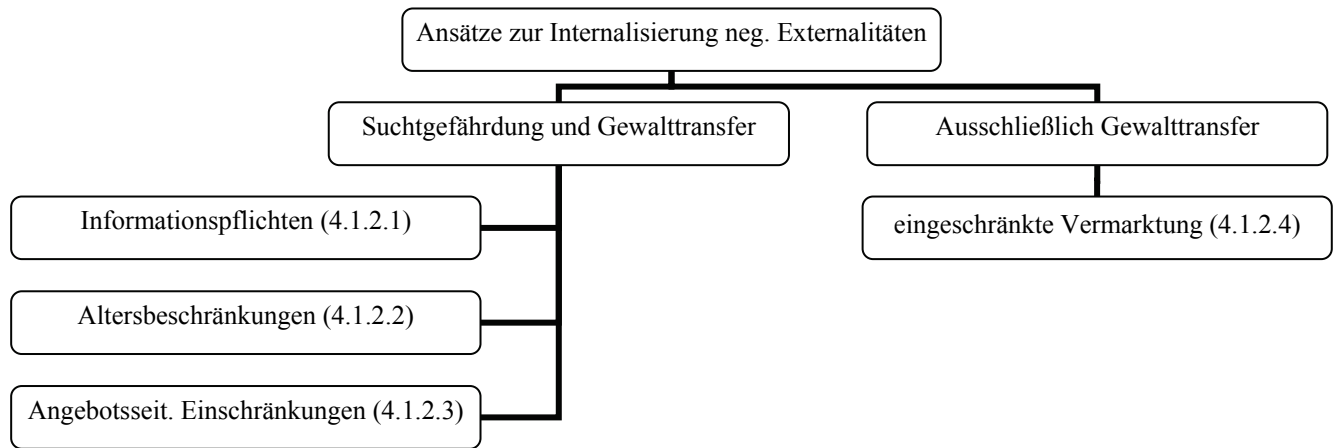 Ansätze zur Internalisierung neg. Externalitäten
Suchtgefährdung und Gewalttransfer
Ausschließlich Gewalttransfer
Informationspflichten (4.1.2.1)
eingeschränkte Vermarktung (4.1.2.4)
Altersbeschränkungen (4.1.2.2)
Angebotsseit. Einschränkungen (4.1.2.3)